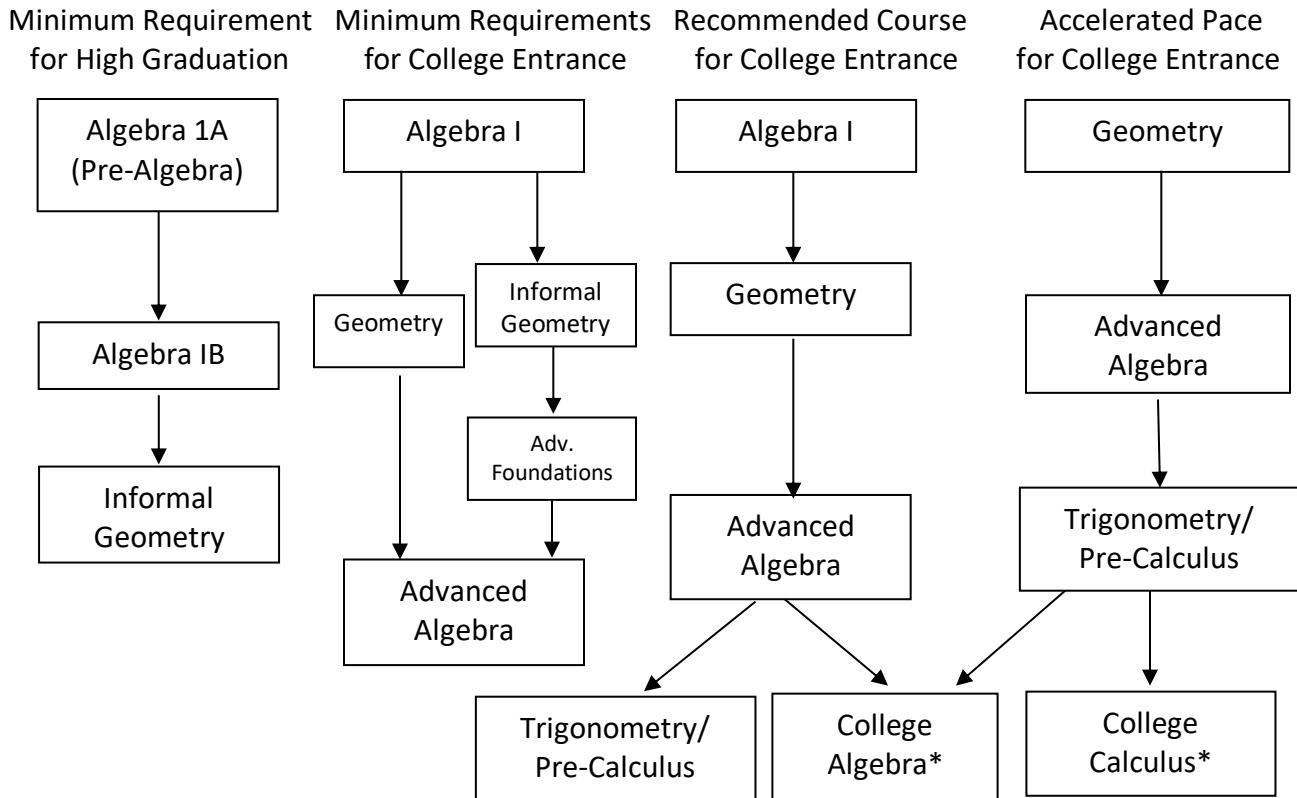 Minimum Requirement
for High Graduation
Minimum Requirements
for College Entrance
Recommended Course
for College Entrance
Accelerated Pace
for College Entrance
Algebra 1A
(Pre-Algebra)
Algebra IB
Informal
Geometry
Algebra I
Geometry
Informal
Geometry
Adv.
Foundations
Advanced
Algebra
Algebra I
Geometry
Advanced
Algebra
Trigonometry/
Pre-Calculus
College
Algebra*
Geometry
Advanced
Algebra
Trigonometry/
Pre-Calculus
College
Calculus*